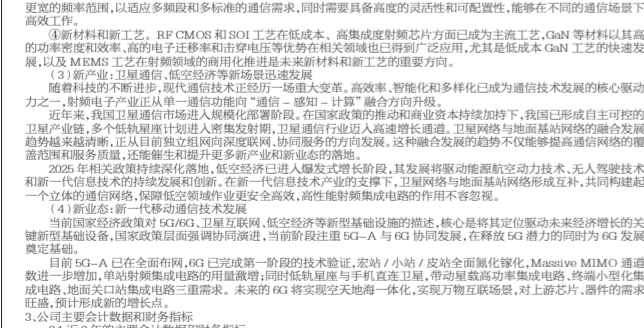 更宽的频率范围,以适应多频段和多标准的通信需求,同时需要具备高度的灵活性和可配置性,能够在不同的通信场景下
高效工作。
④新材料和新工艺。RF CMOS 和 SOI 工艺在低成本、高集成度射频芯片方面已成为主流工艺,GaN 等材料以其高
的功率密度和效率、高的电子迁移率和击穿电压等优势在相关领域也已得到广泛应用,尤其是低成本 GaN 工艺的快速发
展,以及 MEMS 工艺在射频领域的商用化推进是未来新材料和新工艺的重要方向。
(3)新产业:卫星通信、低空经济等新场景迅速发展
随着科技的不断进步,现代通信技术正经历一场重大变革。高效率、智能化和多样化已成为通信技术发展的核心驱动
力之一,射频电子产业正从单一通信功能向“通信－感知－计算”融合方向升级。
近年来,我国卫星通信市场进入规模化部署阶段。在国家政策的推动和商业资本持续加持下,我国已形成自主可控的
卫星产业链,多个低轨星座计划进入密集发射期,卫星通信行业迈入高速增长通道。卫星网络与地面基站网络的融合发展
趋势越来越清晰,正从目前独立组网向深度联网、协同服务的方向发展。这种融合发展的趋势不仅能够提高通信网络的覆
盖范围和服务质量,还能催生和提升更多新产业和新业态的落地。
2025 年相关政策持续深化落地,低空经济已进入爆发式增长阶段,其发展将驱动能源航空动力技术、无人驾驶技术
和新一代信息技术的持续发展和创新。在新一代信息技术产业的支撑下,卫星网络与地面基站网络形成互补,共同构建起
一个立体的通信网络,保障低空领域作业更安全高效,高性能射频集成电路的作用不容忽视。
(4)新业态:新一代移动通信技术发展
当前国家经济政策对 5G/6G、卫星互联网、低空经济等新型基础设施的描述,核心是将其定位驱动未来经济增长的关
键新型基础设备,国家政策层面强调协同演进,当前阶段注重 5G-A 与 6G 协同发展,在释放 5G 潜力的同时为 6G 发展
奠定基础。
目前 5G-A 已在全面布网,6G 已完成第一阶段的技术验证,宏站 / 小站 / 皮站全面氮化镓化,Massive MIMO 通道
数进一步增加,单站射频集成电路的用量激增;同时低轨星座与手机直连卫星,带动星载高功率集成电路、终端小型化集
成电路、地面关口站集成电路三重需求。未来的 6G 将实现空天地海一体化,实现万物互联场景,对上游芯片、器件的需求
旺盛,预计形成新的增长点。
3、公司主要会计数据和财务指标